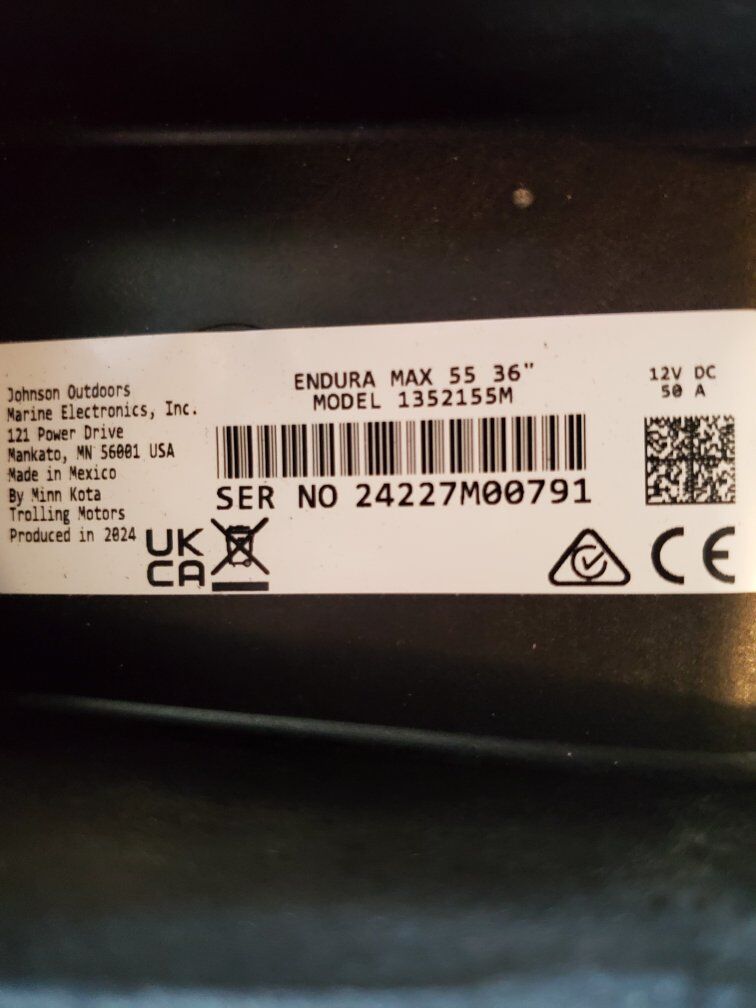 Johnson Outdoors
Marine Electronics, Inc.
121 Power Drive
Mankato, MN 56001 USA
Made in Mexico
By Minn Kota
Trolling Motors
Produced in 2024
UK
CA
ENDURA MAX 55 36"
MODEL 1352155M
SER NO 24227M00791
12V DC
50 A
CE